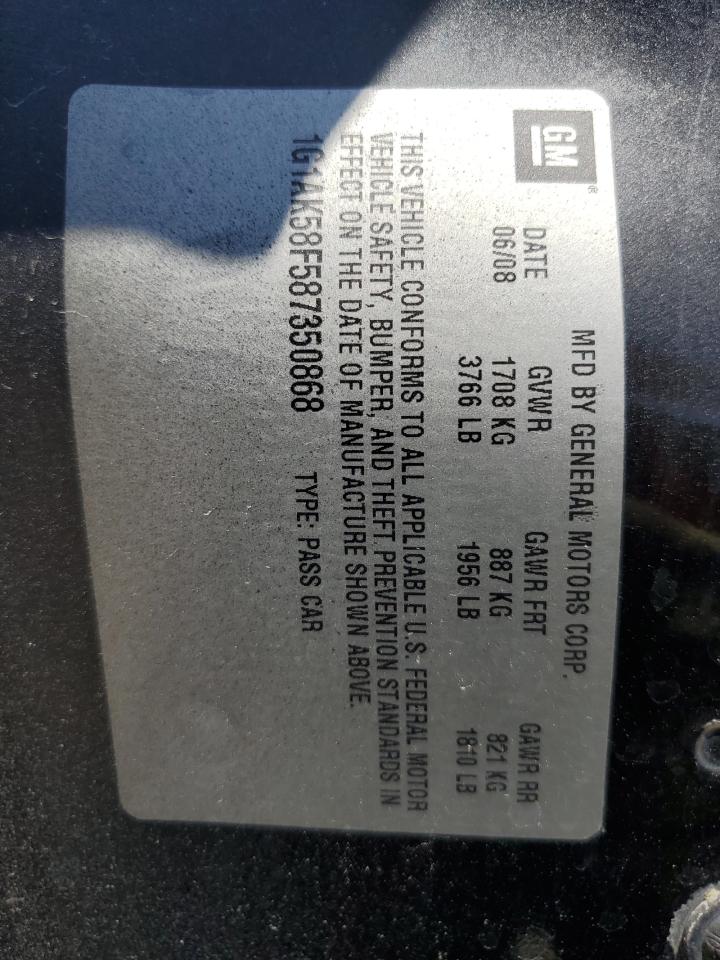 GM®
MFD BY GENERAL MOTORS CORP.
DATE GVWR GAWR FRT GAWR RR
06/08 1708 KG 887 KG 821 KG
3766 LB 1956 LB 1810 LB
THIS VEHICLE CONFORMS TO ALL APPLICABLE U.S. FEDERAL MOTOR
VEHICLE SAFETY, BUMPER, AND THEFT PREVENTION STANDARDS IN
EFFECT ON THE DATE OF MANUFACTURE SHOWN ABOVE.
1G1AK58F587350868 TYPE: PASS CAR